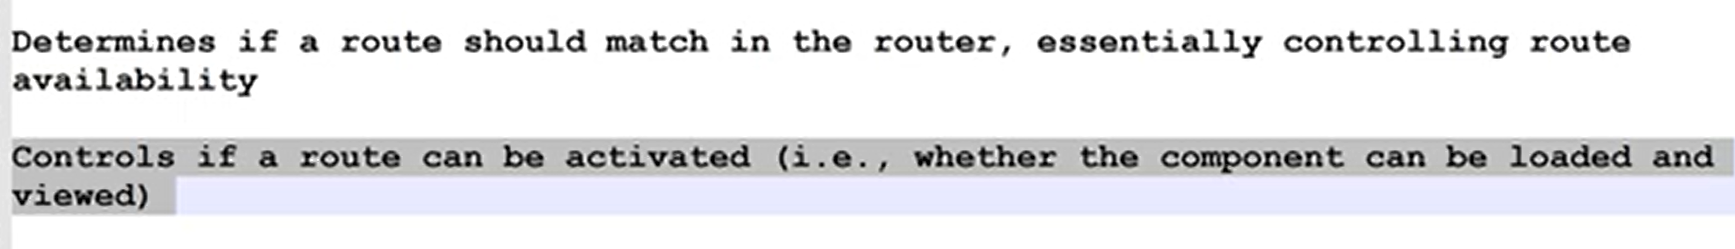 Determines if a route should match in the router, essentially controlling route
availability
Controls if a route can be activated (i.e., whether the component can be loaded and
viewed)